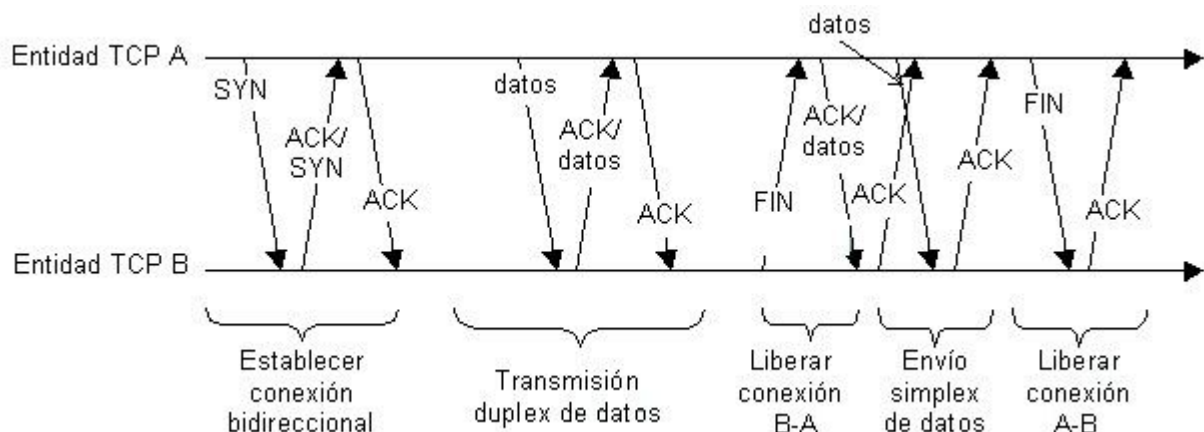 datos
Entidad TCP A
SYN
ACK/
SYN
ACK
datos
ACK/
datos
ACK
FIN
ACK/
datos
ACK
ACK
FIN
ACK
Entidad TCP B
Establecer
conexión
bidireccional
Transmisión
duplex de datos
Liberar
conexión
B-A
Envío
simplex
de datos
Liberar
conexión
A-B